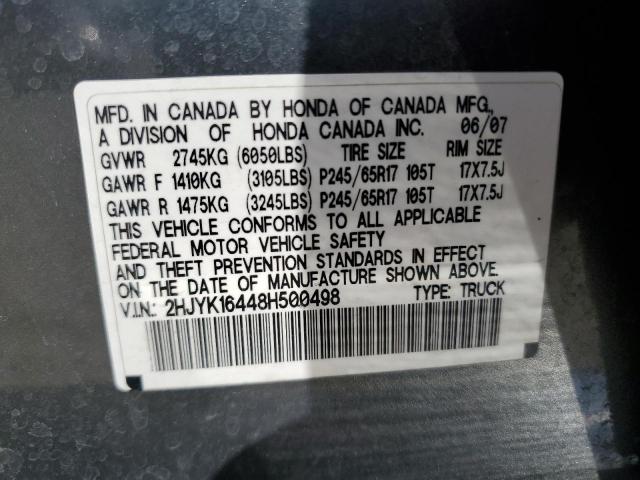 MFD. IN CANADA BY HONDA OF CANADA MFG.,
A DIVISION OF HONDA CANADA INC. 06/07
GVWR 2745KG (6050LBS) TIRE SIZE RIM SIZE
GAWR F 1410KG (3105LBS) P245/65R17 105T 17X7.5J
GAWR R 1475KG (3245LBS) P245/65R17 105T 17X7.5J
THIS VEHICLE CONFORMS TO ALL APPLICABLE
FEDERAL MOTOR VEHICLE SAFETY
AND THEFT PREVENTION STANDARDS IN EFFECT
ON THE DATE OF MANUFACTURE SHOWN ABOVE.
V.I.N.: 2HJYK16448H500498 TYPE: TRUCK